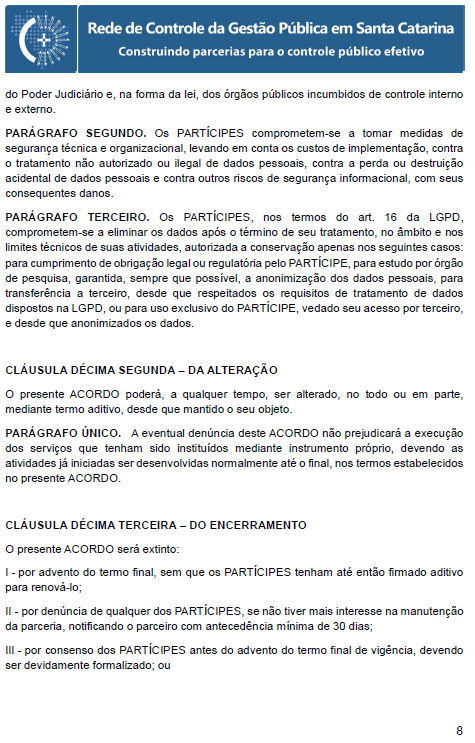 Rede de Controle da Gestão Pública em Santa Catarina
Construindo parcerias para o controle público efetivo
do Poder Judiciário e, na forma da lei, dos órgãos públicos incumbidos de controle interno
e externo.
PARÁGRAFO SEGUNDO. Os PARTÍCIPES comprometem-se a tomar medidas de
segurança técnica e organizacional, levando em conta os custos de implementação, contra
o tratamento não autorizado ou ilegal de dados pessoais, contra a perda ou destruição
acidental de dados pessoais e contra outros riscos de segurança informacional, com seus
consequentes danos.
PARÁGRAFO TERCEIRO. Os PARTÍCIPES, nos termos do art. 16 da LGPD,
comprometem-se a eliminar os dados após o término de seu tratamento, no âmbito e nos
limites técnicos de suas atividades, autorizada a conservação apenas nos seguintes casos:
para cumprimento de obrigação legal ou regulatória pelo PARTÍCIPE, para estudo por órgão
de pesquisa, garantida, sempre que possível, a anonimização dos dados pessoais, para
transferência a terceiro, desde que respeitados os requisitos de tratamento de dados
dispostos na LGPD, ou para uso exclusivo do PARTÍCIPE, vedado seu acesso por terceiro,
e desde que anonimizados os dados.
CLÁUSULA DÉCIMA SEGUNDA – DA ALTERAÇÃO
O presente ACORDO poderá, a qualquer tempo, ser alterado, no todo ou em parte,
mediante termo aditivo, desde que mantido o seu objeto.
PARÁGRAFO ÚNICO. A eventual denúncia deste ACORDO não prejudicará a execução
dos serviços que tenham sido instituídos mediante instrumento próprio, devendo as
atividades já iniciadas ser desenvolvidas normalmente até o final, nos termos estabelecidos
no presente ACORDO.
CLÁUSULA DÉCIMA TERCEIRA – DO ENCERRAMENTO
O presente ACORDO será extinto:
I - por advento do termo final, sem que os PARTÍCIPES tenham até então firmado aditivo
para renová-lo;
II - por denúncia de qualquer dos PARTÍCIPES, se não tiver mais interesse na manutenção
da parceria, notificando o parceiro com antecedência mínima de 30 dias;
III - por consenso dos PARTÍCIPES antes do advento do termo final de vigência, devendo
ser devidamente formalizado; ou
8